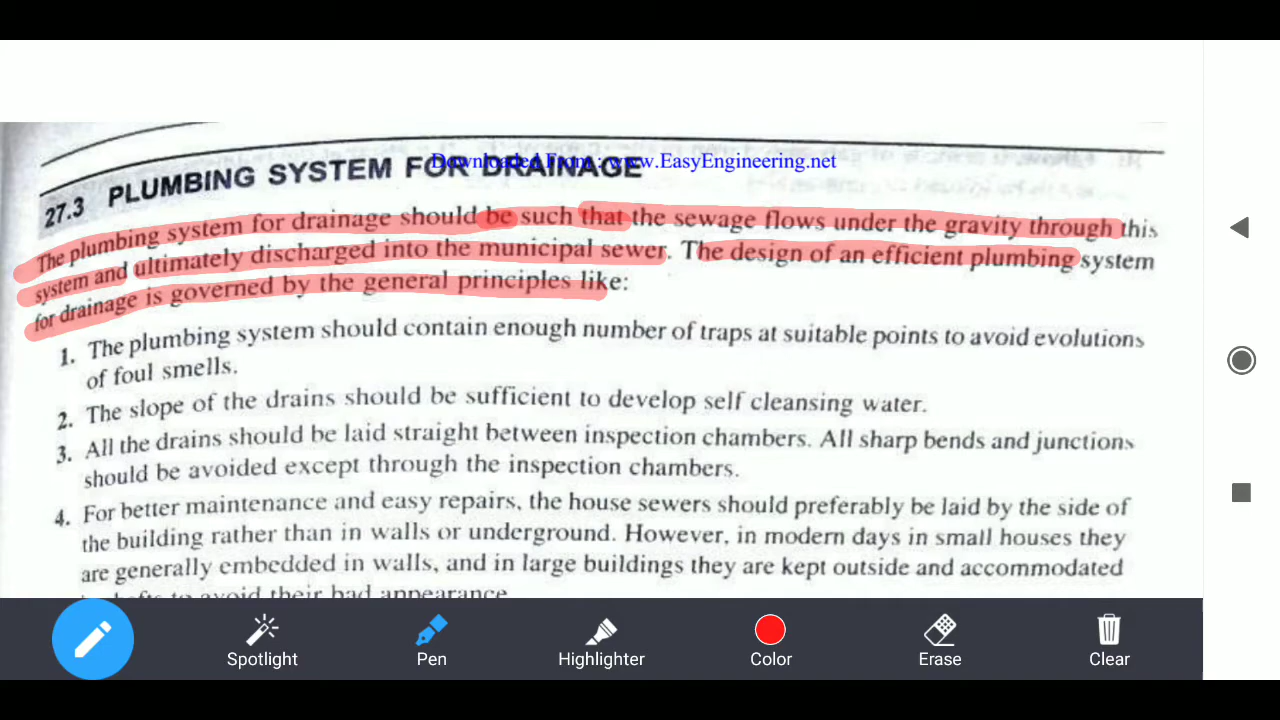 Downloaded From : www.EasyEngineering.net
27.3 PLUMBING SYSTEM FOR DRAINAGE
The plumbing system for drainage should be such that the sewage flows under the gravity through this
system and ultimately discharged into the municipal sewer. The design of an efficient plumbing system
for drainage is governed by the general principles like:
1. The plumbing system should contain enough number of traps at suitable points to avoid evolutions
of foul smells.
2. The slope of the drains should be sufficient to develop self cleansing water.
3. All the drains should be laid straight between inspection chambers. All sharp bends and junctions
should be avoided except through the inspection chambers.
4. For better maintenance and easy repairs, the house sewers should preferably be laid by the side of
the building rather than in walls or underground. However, in modern days in small houses they
are generally embedded in walls, and in large buildings they are kept outside and accommodated
to avoid their bad appearance
Spotlight
Pen
Highlighter
Color
Erase
Clear